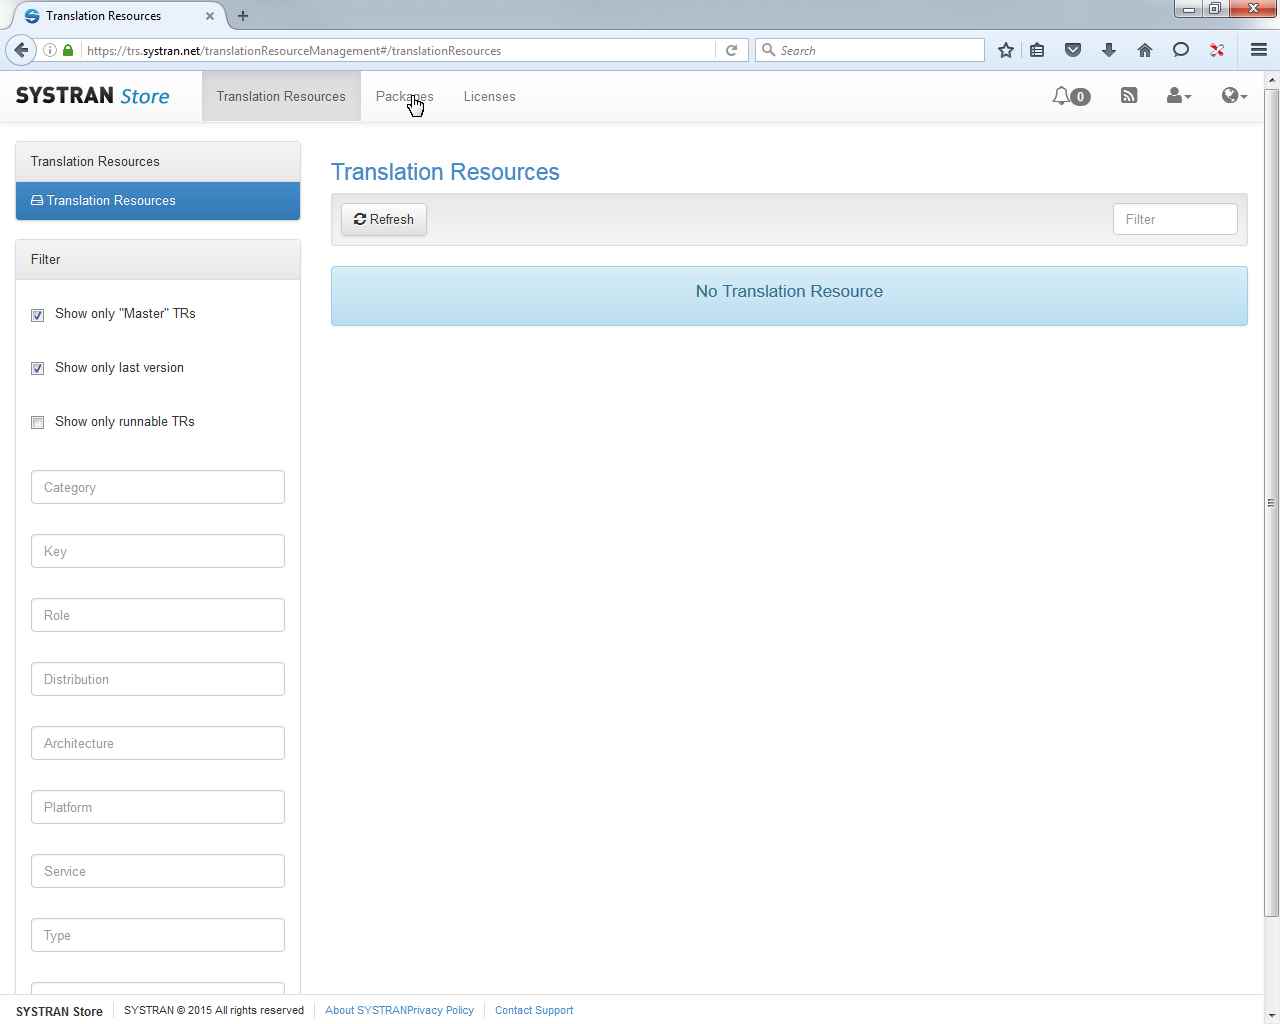 Translation Resources
https://trs.systran.net/translationResourceManagement#/translationResources
Search
SYSTRAN Store
Translation Resources
Packages
Licenses
0
Translation Resources
Translation Resources
Filter
Show only "Master" TRs
Show only last version
Show only runnable TRs
Category
Key
Role
Distribution
Architecture
Platform
Service
Type
Translation Resources
Refresh
Filter
No Translation Resource
SYSTRAN Store
SYSTRAN © 2015 All rights reserved
About SYSTRANPrivacy Policy
Contact Support